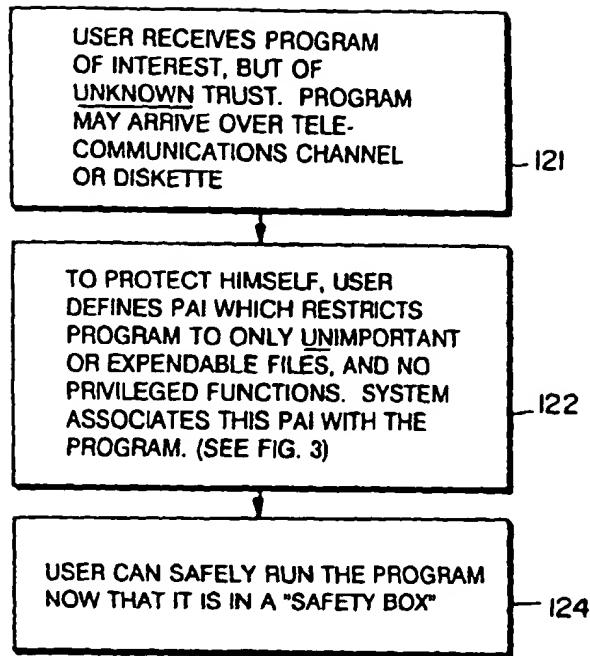 USER RECEIVES PROGRAM
OF INTEREST, BUT OF
UNKNOWN TRUST. PROGRAM
MAY ARRIVE OVER TELE-
COMMUNICATIONS CHANNEL
OR DISKETTE
121
TO PROTECT HIMSELF, USER
DEFINES PAI WHICH RESTRICTS
PROGRAM TO ONLY UNIMPORTANT
OR EXPENDABLE FILES, AND NO
PRIVILEGED FUNCTIONS. SYSTEM
ASSOCIATES THIS PAI WITH THE
PROGRAM. (SEE FIG. 3)
122
USER CAN SAFELY RUN THE PROGRAM
NOW THAT IT IS IN A "SAFETY BOX"
124